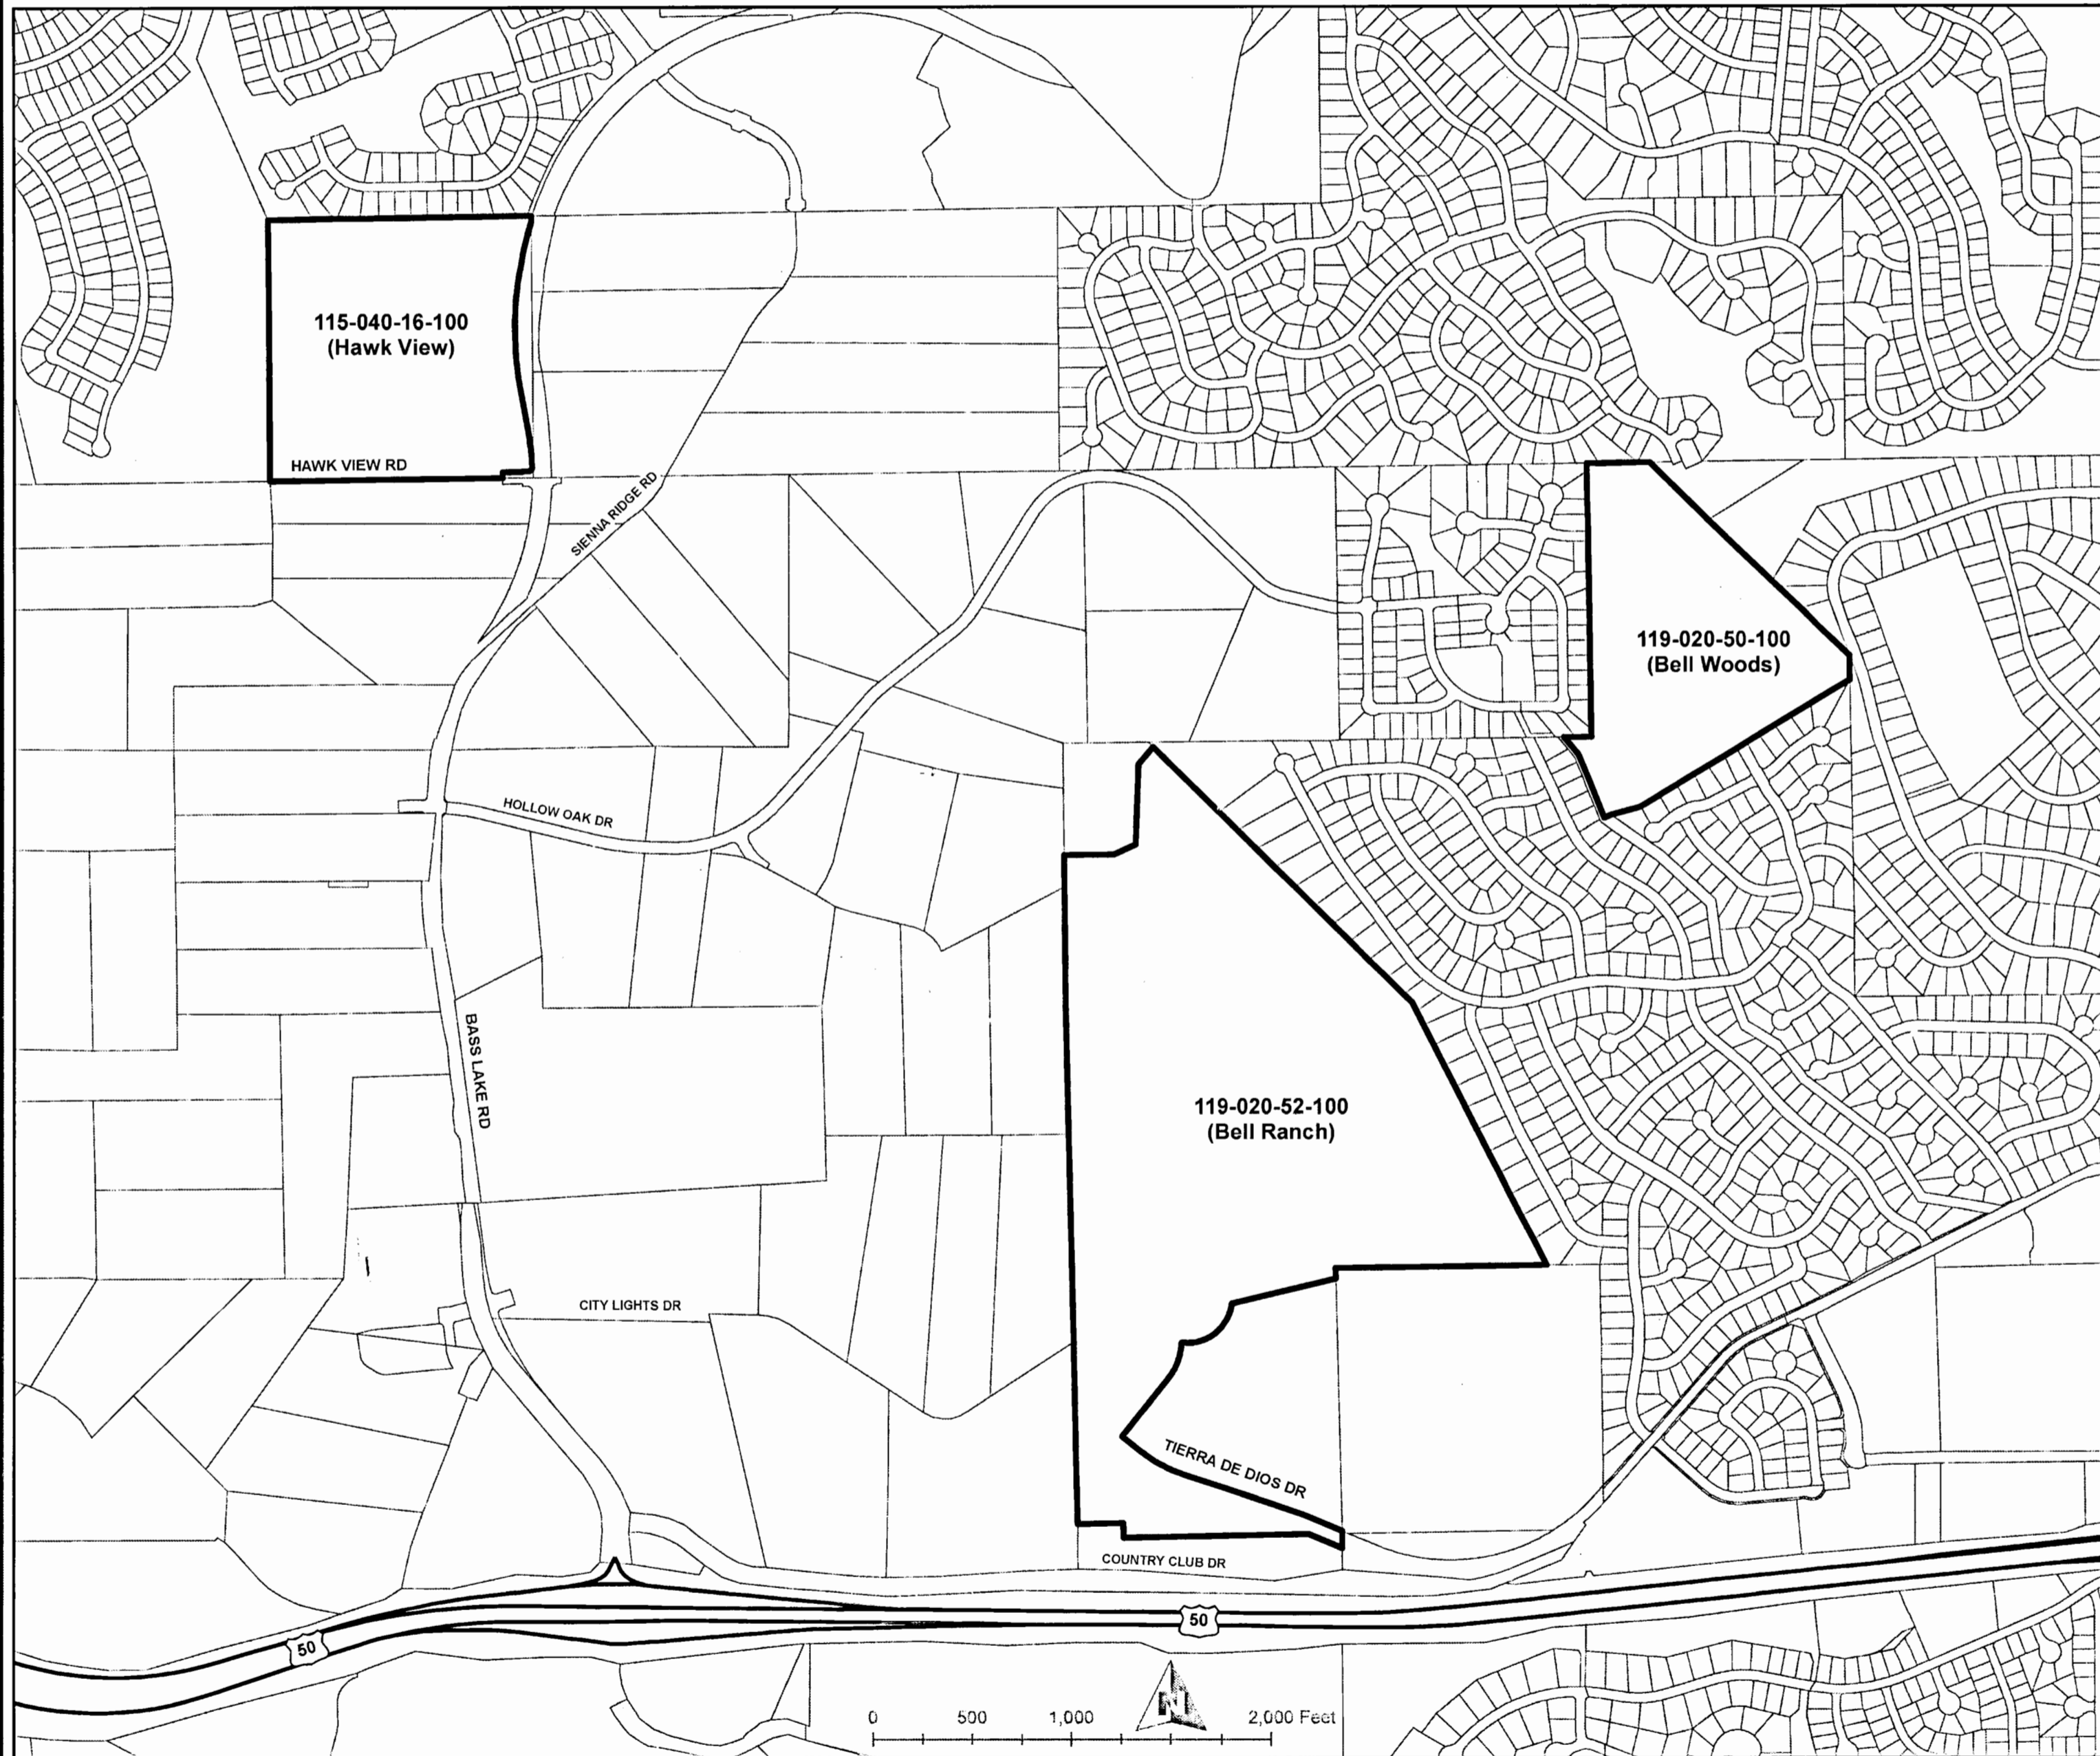 115-040-16-100
(Hawk View)
HAWK VIEW RD
SIENNA RIDGE RD
119-020-50-100
(Bell Woods)
HOLLOW OAK DR
BASS LAKE RD
119-020-52-100
(Bell Ranch)
CITY LIGHTS DR
TIERRA DE DIOS DR
COUNTRY CLUB DR
50
50
N
0 500 1,000 2,000 Feet